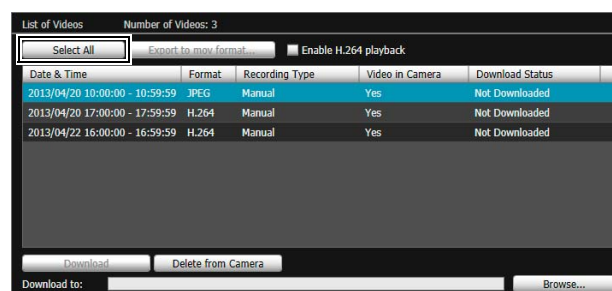 List of Videos Number of Videos: 3
Select All Export to mov format... Enable H.264 playback
Date & Time Format Recording Type Video in Camera Download Status
2013/04/20 10:00:00 - 10:59:59 JPEG Manual Yes Not Downloaded
2013/04/20 17:00:00 - 17:59:59 H.264 Manual Yes Not Downloaded
2013/04/22 16:00:00 - 16:59:59 H.264 Manual Yes Not Downloaded
Download Delete from Camera
Download to: Browse...